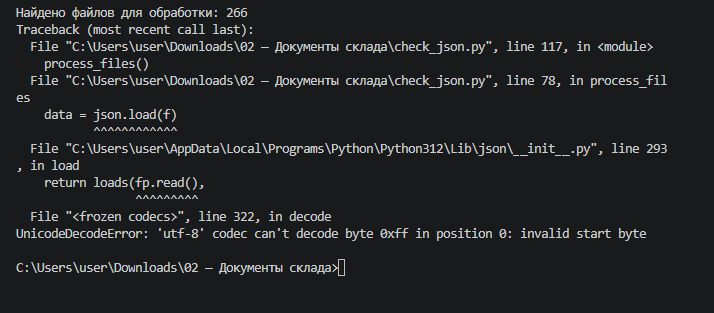 Найдено файлов для обработки: 266
Traceback (most recent call last):
  File "C:\Users\user\Downloads\02 — Документы склада\check_json.py", line 117, in <module>
    process_files()
  File "C:\Users\user\Downloads\02 — Документы склада\check_json.py", line 78, in process_fil
es
    data = json.load(f)
           ^^^^^^^^^^^^
  File "C:\Users\user\AppData\Local\Programs\Python\Python312\Lib\json\__init__.py", line 293
, in load
    return loads(fp.read(),
                 ^^^^^^^^^
  File "<frozen codecs>", line 322, in decode
UnicodeDecodeError: 'utf-8' codec can't decode byte 0xff in position 0: invalid start byte
C:\Users\user\Downloads\02 — Документы склада>